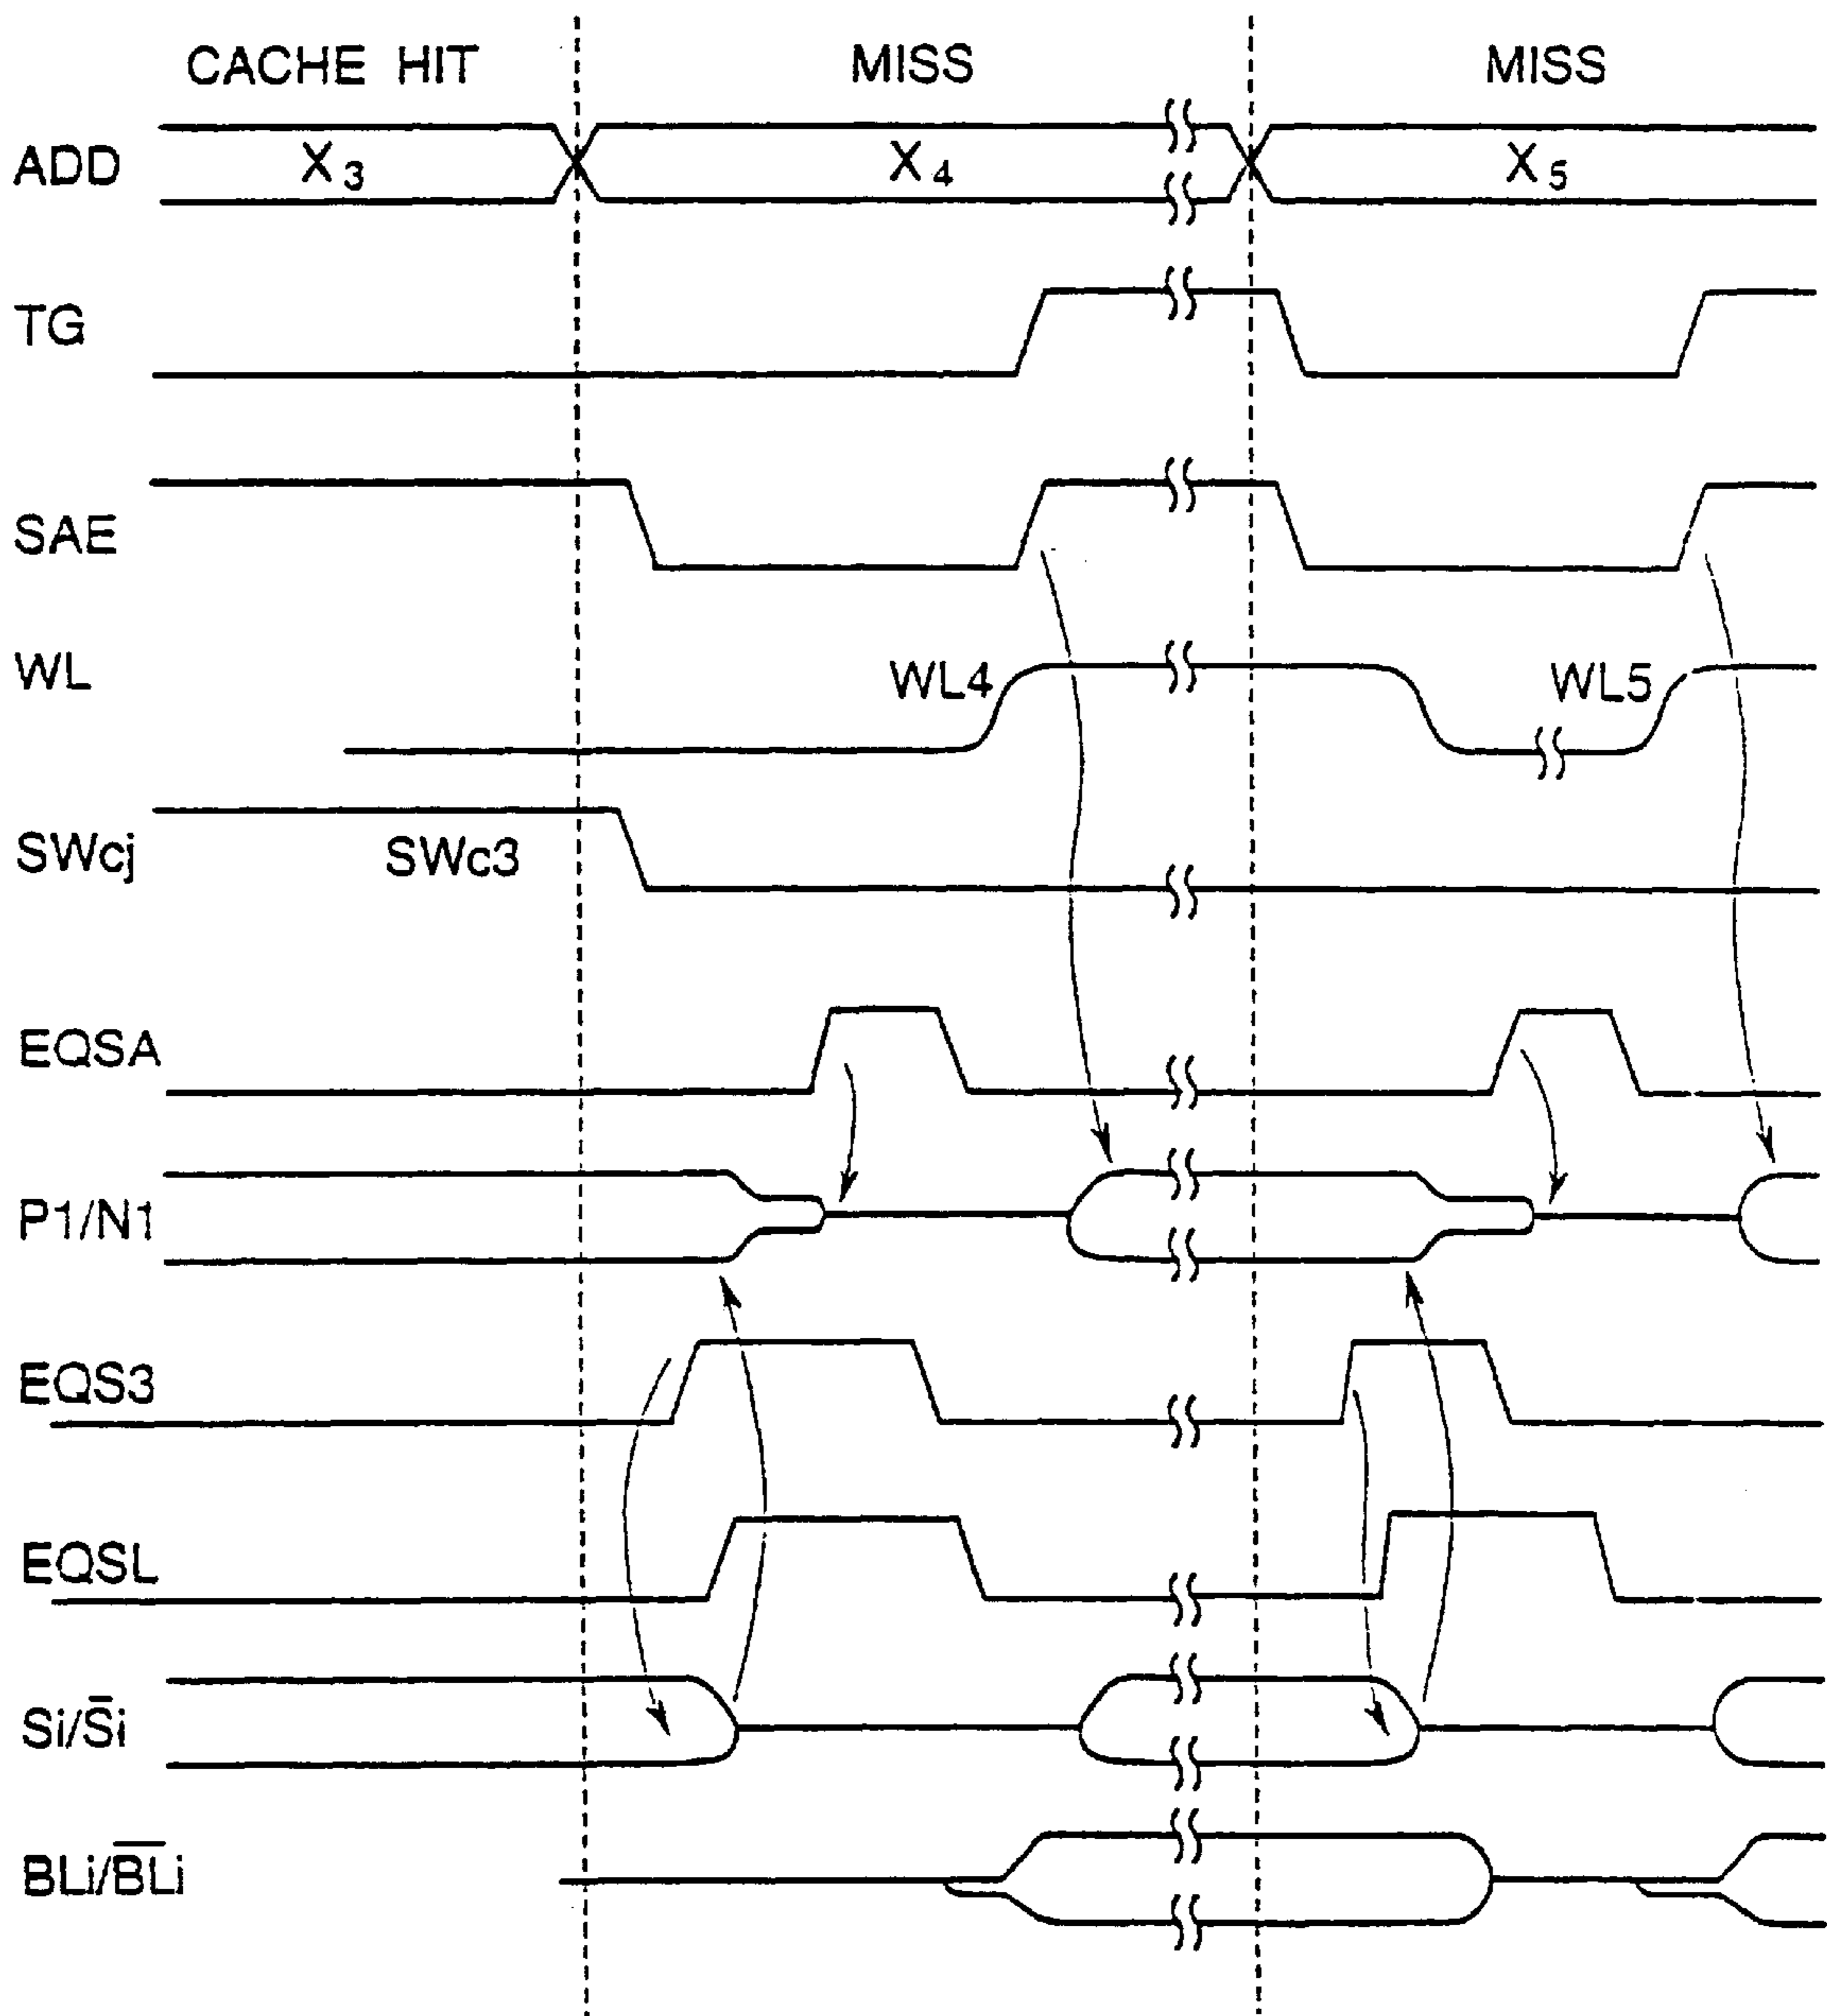 CACHE HIT MISS MISS
ADD X₃ X₄ X₅
TG
SAE
WL WL4 WL5
SWcj SWc3
EQSA
P1/N1
EQS3
EQSL
Si/S̅i
BLi/B̅L̅i